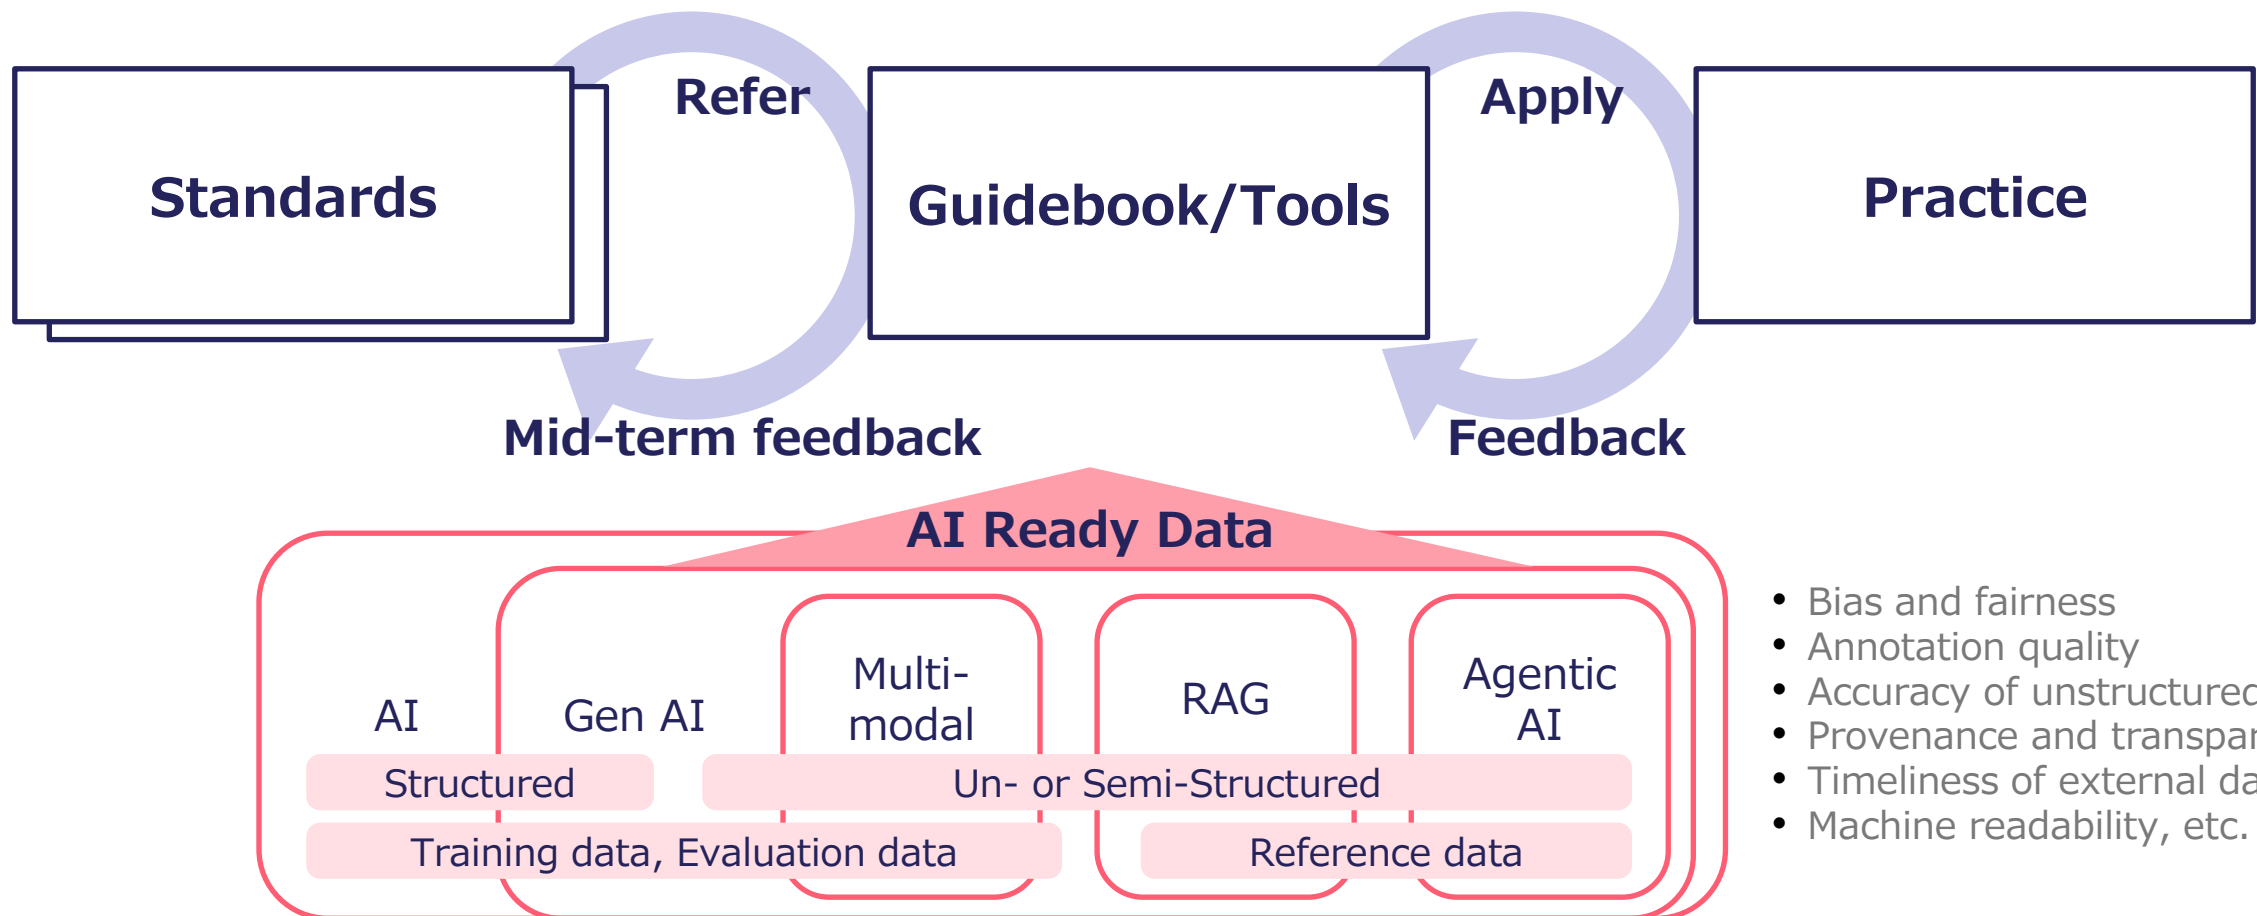 Refer
Apply
Standards
Guidebook/Tools
Practice
Mid-term feedback
Feedback
AI Ready Data
AI
Gen AI
Multi-
modal
RAG
Agentic
AI
Structured
Un- or Semi-Structured
Training data, Evaluation data
Reference data
• Bias and fairness
• Annotation quality
• Accuracy of unstructured
• Provenance and
• Timeliness of external
• Machine readability, etc.